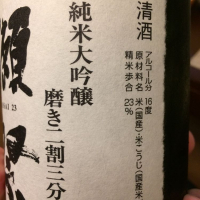 清酒
アルコール分 16度
原材料名 米(国産)・米こうじ(国産米
精米歩合 23%
純米大吟醸
磨き二割三分
獺
23